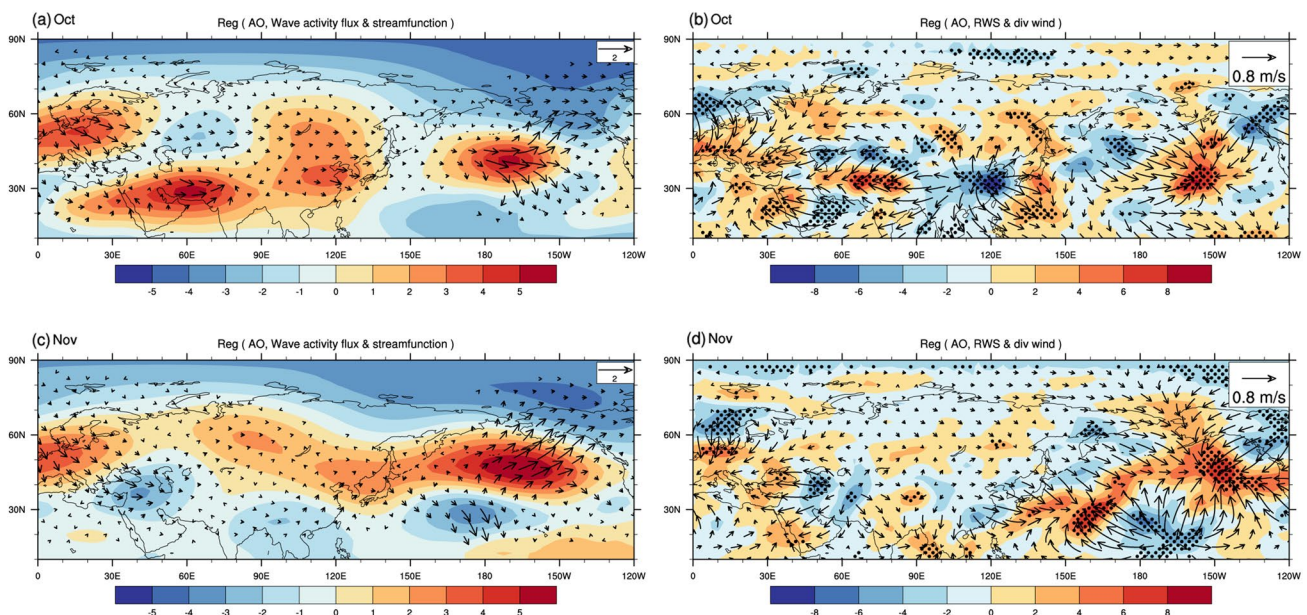 (a) Oct
Reg ( AO, Wave activity flux & streamfunction )
2
90N
60N
30N
0 30E 60E 90E 120E 150E 180 150W 120W
-5 -4 -3 -2 -1 0 1 2 3 4 5
(b) Oct
Reg ( AO, RWS & div wind )
0.8 m/s
90N
60N
30N
0 30E 60E 90E 120E 150E 180 150W 120W
-8 -6 -4 -2 0 2 4 6 8
(c) Nov
Reg ( AO, Wave activity flux & streamfunction )
2
90N
60N
30N
0 30E 60E 90E 120E 150E 180 150W 120W
-5 -4 -3 -2 -1 0 1 2 3 4 5
(d) Nov
Reg ( AO, RWS & div wind )
0.8 m/s
90N
60N
30N
0 30E 60E 90E 120E 150E 180 150W 120W
-8 -6 -4 -2 0 2 4 6 8